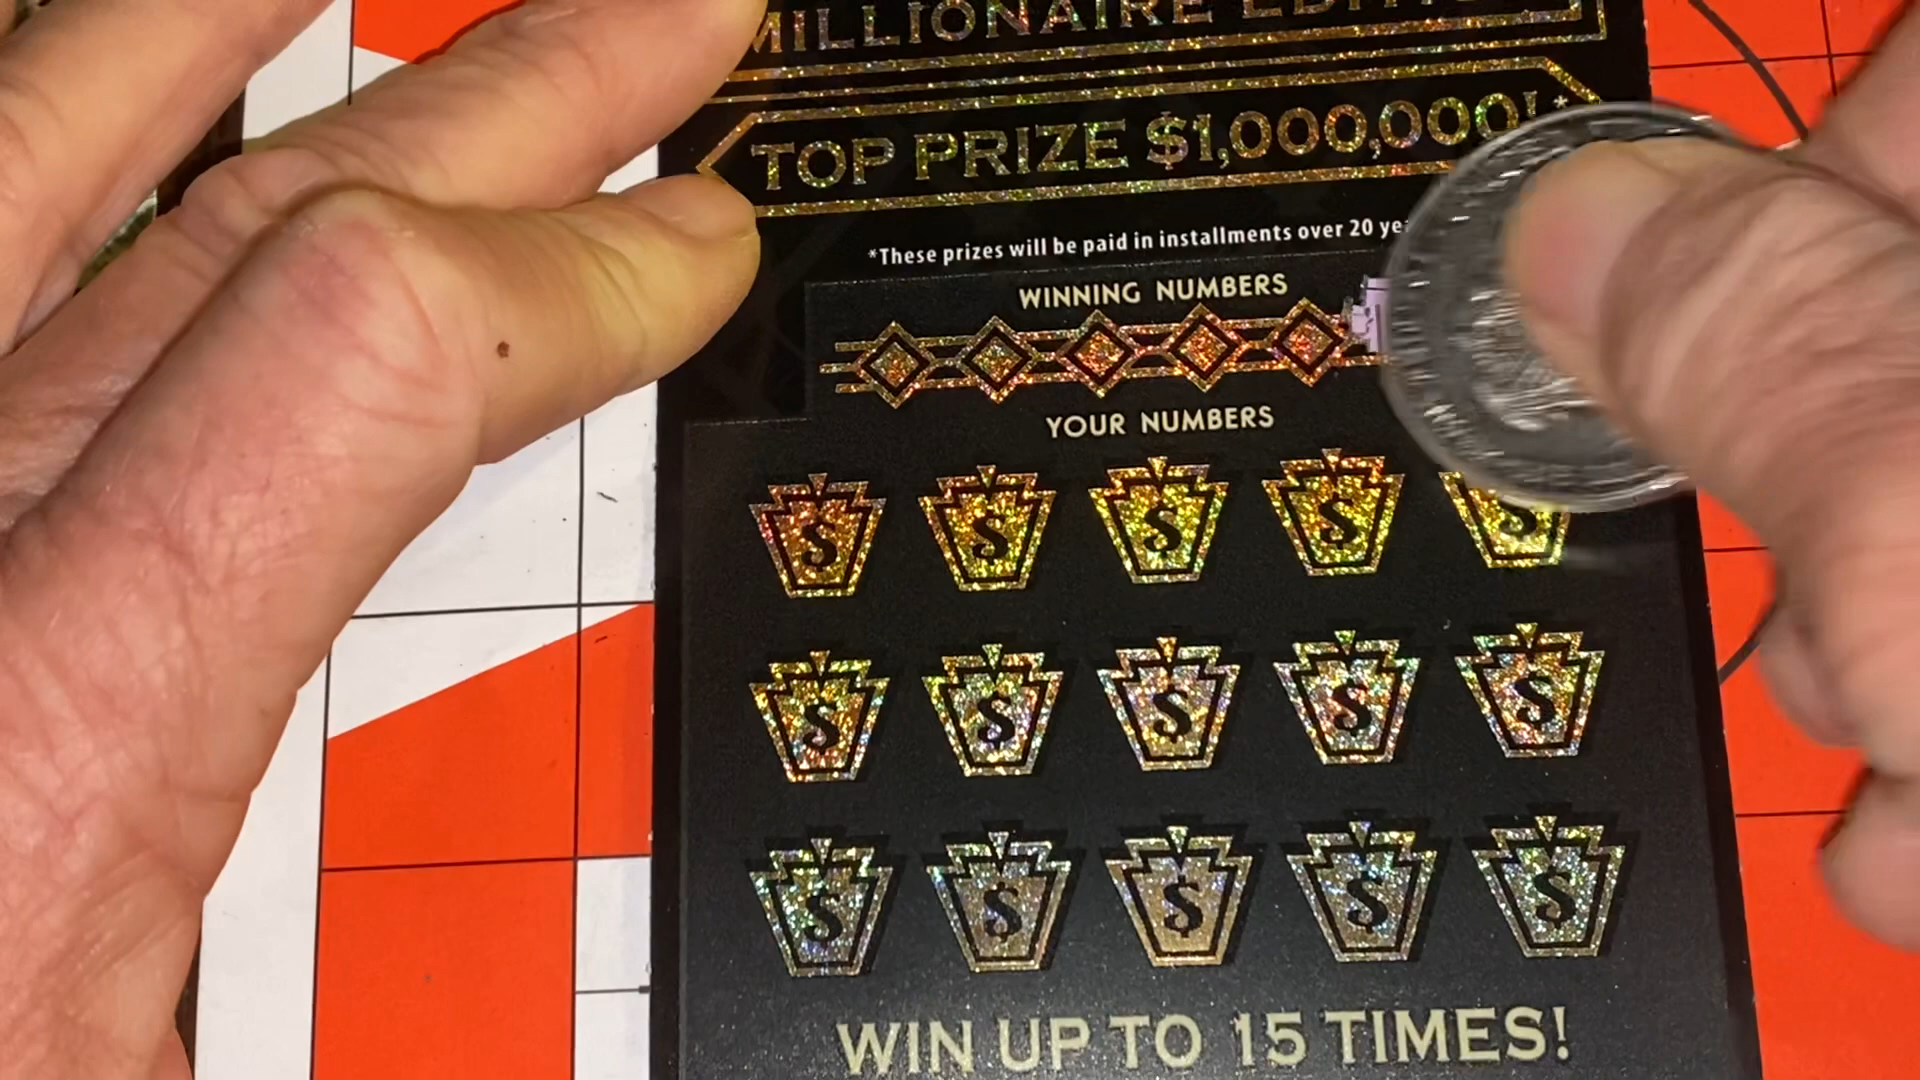 MILLIONAIRE
TOP PRIZE $1,000,000!*
*These prizes will be paid in installments over 20
WINNING NUMBERS
YOUR NUMBERS
$ $ $ $ $
$ $ $ $ $
$ $ $ $ $
WIN UP TO 15 TIMES!